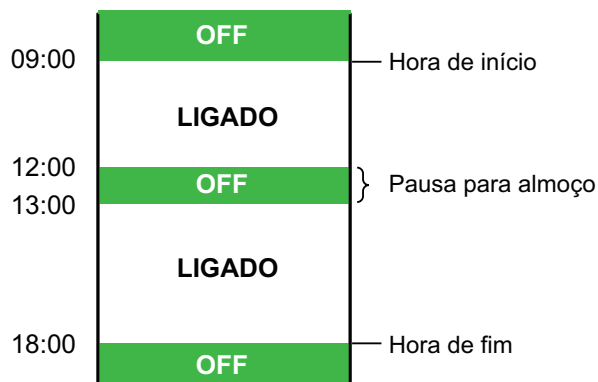 OFF
09:00 Hora de início
LIGADO
12:00
OFF Pausa para almoço
13:00
LIGADO
18:00 Hora de fim
OFF